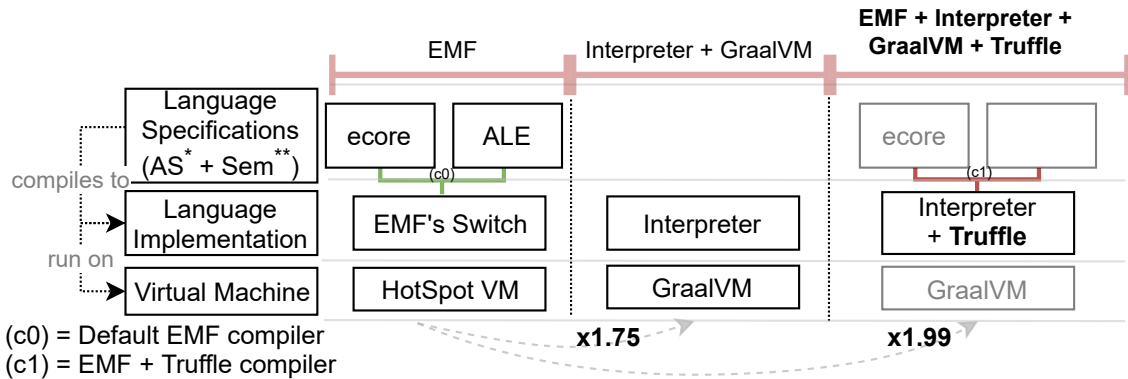 EMF
Interpreter + GraalVM
EMF + Interpreter +
GraalVM + Truffle
Language
Specifications
(AS* + Sem**)
ecore
ALE
ecore
(c0)
(c1)
compiles to
Language
Implementation
EMF's Switch
Interpreter
Interpreter
+ Truffle
run on
Virtual Machine
HotSpot VM
GraalVM
GraalVM
(c0) = Default EMF compiler
x1.75
x1.99
(c1) = EMF + Truffle compiler